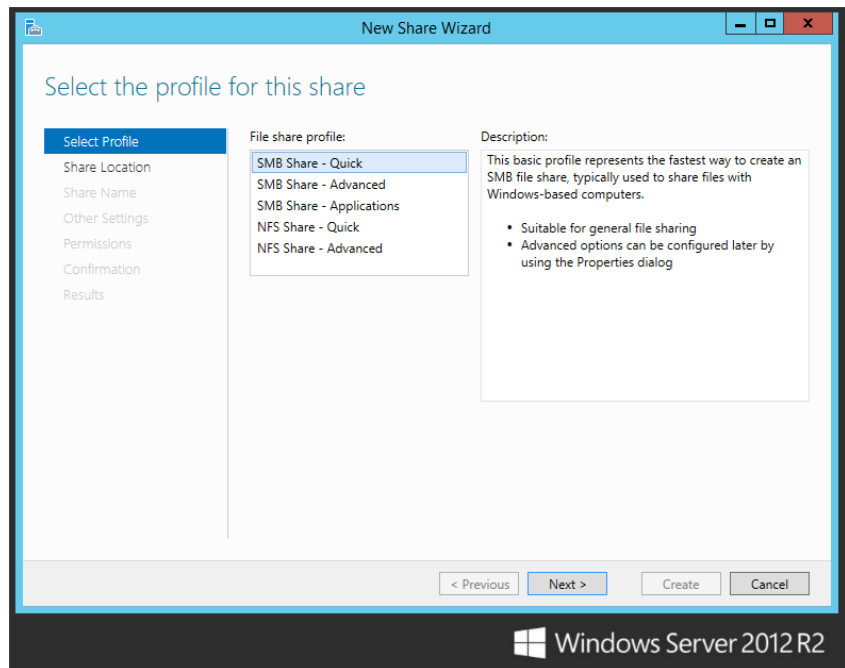 New Share Wizard
Select the profile for this share
Select Profile
Share Location
Share Name
Other Settings
Permissions
Confirmation
Results
File share profile:
SMB Share - Quick
SMB Share - Advanced
SMB Share - Applications
NFS Share - Quick
NFS Share - Advanced
Description:
This basic profile represents the fastest way to create an
SMB file share, typically used to share files with
Windows-based computers.
• Suitable for general file sharing
• Advanced options can be configured later by
using the Properties dialog
< Previous
Next >
Create
Cancel
Windows Server 2012 R2